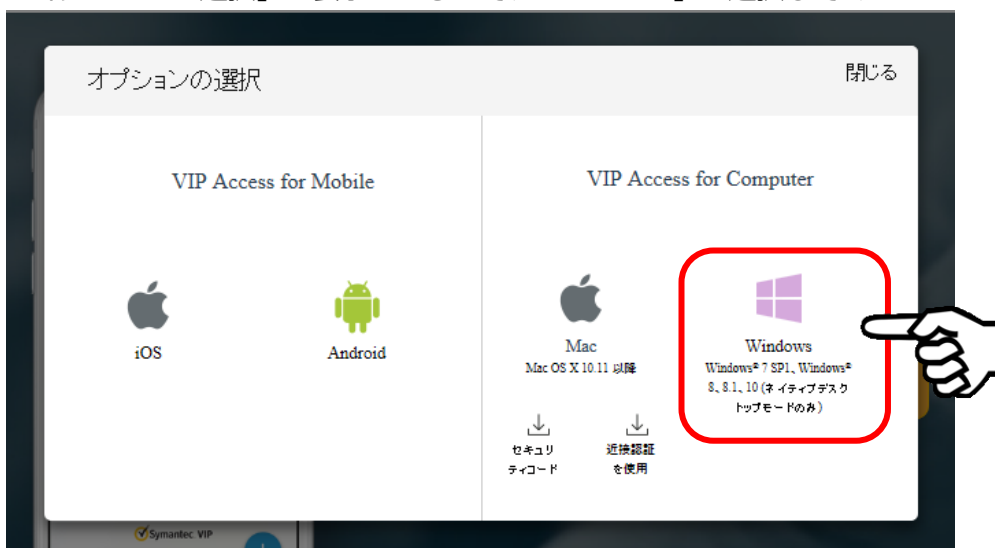 オプションの選択
閉じる
VIP Access for Mobile
VIP Access for Computer
iOS
Android
Mac
Mac OS X 10.11 以降
セキュリ
ティコード
近接認証
を使用
Windows
Windows® 7 SP1、Windows®
8、8.1、10 (ネイティブデスク
トップモードのみ)
Symantec VIP